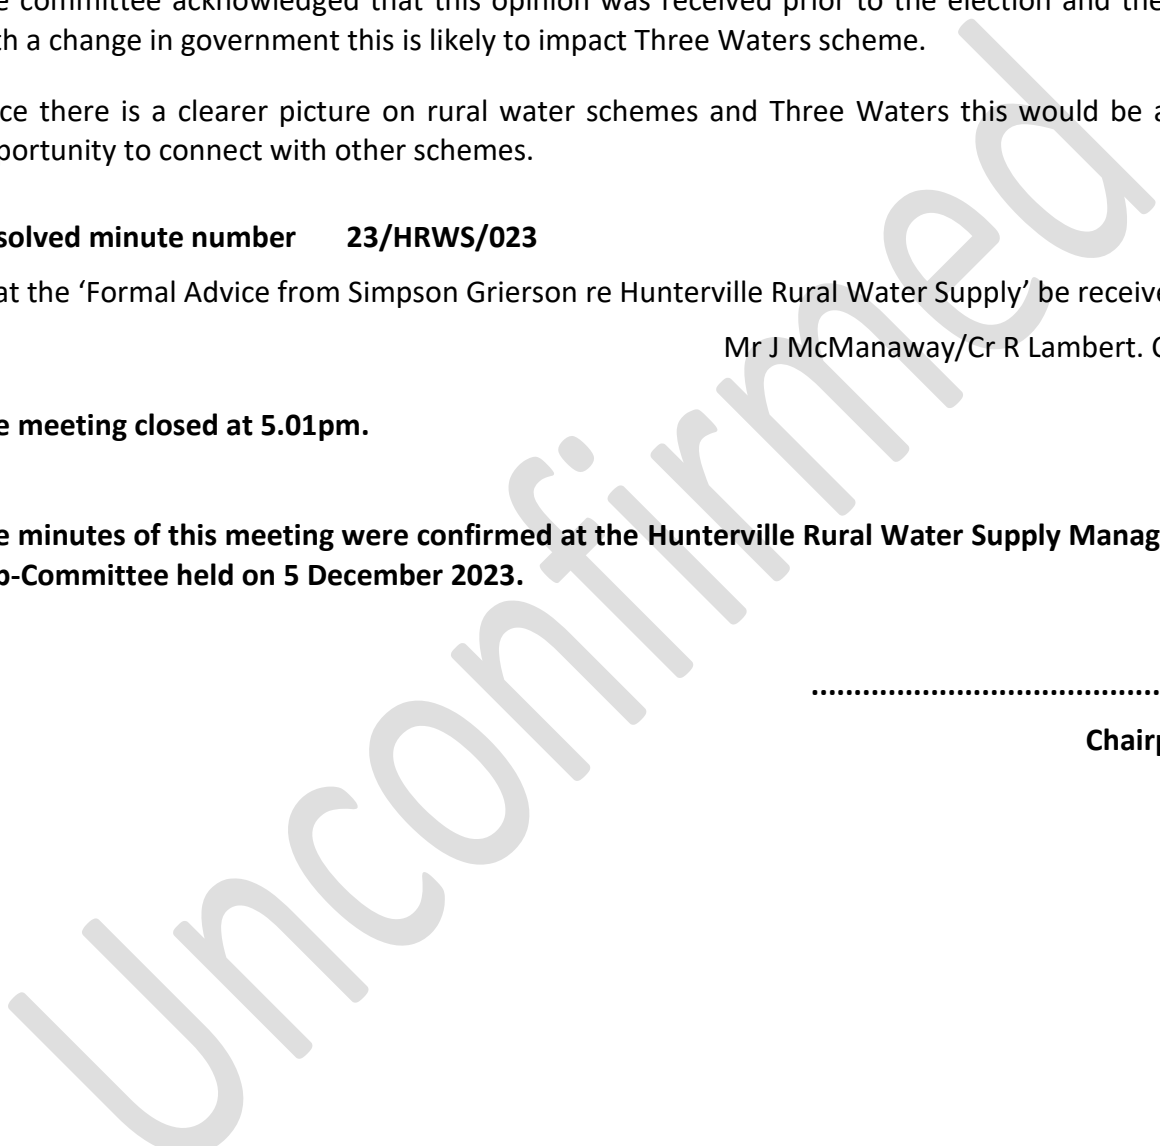 e committee acknowledged that this opinion was received prior to the election and the
th a change in government this is likely to impact Three Waters scheme.
ce there is a clearer picture on rural water schemes and Three Waters this would be a
portunity to connect with other schemes.
solved minute number 23/HRWS/023
at the ‘Formal Advice from Simpson Grierson re Hunterville Rural Water Supply’ be receive
Mr J McManaway/Cr R Lambert. C
e meeting closed at 5.01pm.
e minutes of this meeting were confirmed at the Hunterville Rural Water Supply Manag
b-Committee held on 5 December 2023.
..........................................
Chairp
Unconfirmed